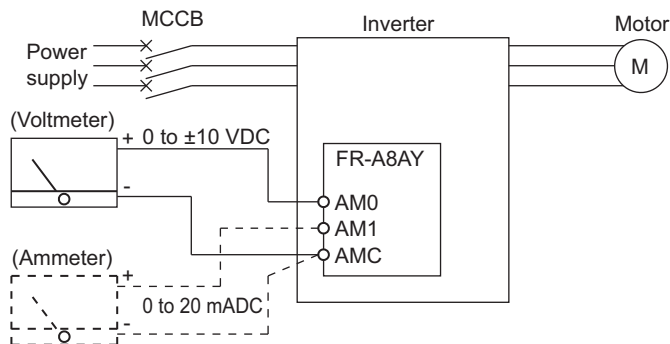 MCCB
Inverter
Motor
Power
supply
M
(Voltmeter)
+ 0 to ±10 VDC
-
FR-A8AY
AM0
AM1
AMC
(Ammeter)
+
0 to 20 mADC
-